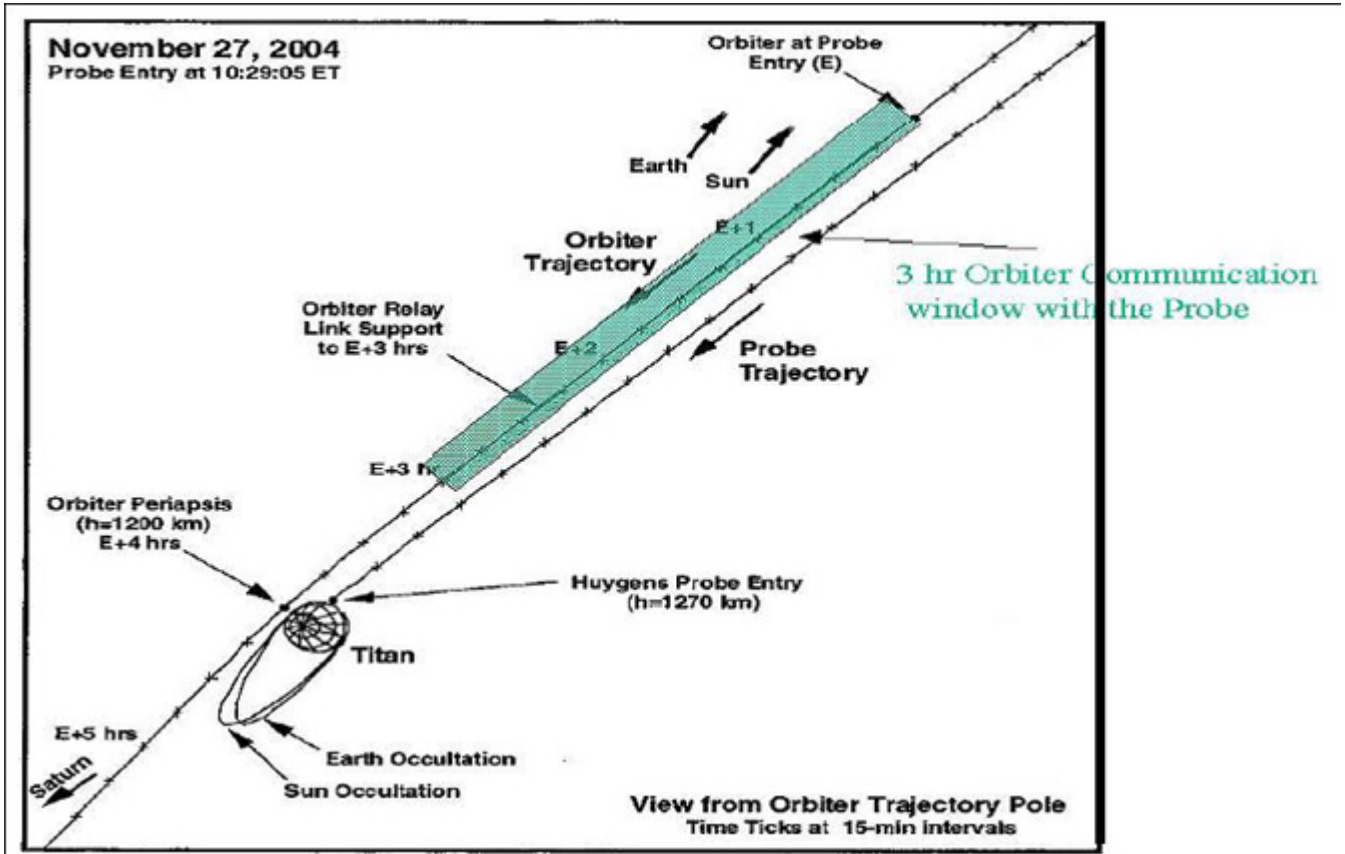 November 27, 2004
Probe Entry at 10:29:05 ET
Orbiter at Probe
Entry (E)
Earth
Sun
E+1
Orbiter
Trajectory
3 hr Orbiter Communication
window with the Probe
Orbiter Relay
Link Support
to E+3 hrs
E+2
Probe
Trajectory
E+3 hr
Orbiter Periapsis
(h=1200 km)
E+4 hrs
Huygens Probe Entry
(h=1270 km)
Titan
E+5 hrs
Saturn
Earth Occultation
Sun Occultation
View from Orbiter Trajectory Pole
Time Ticks at 15-min intervals